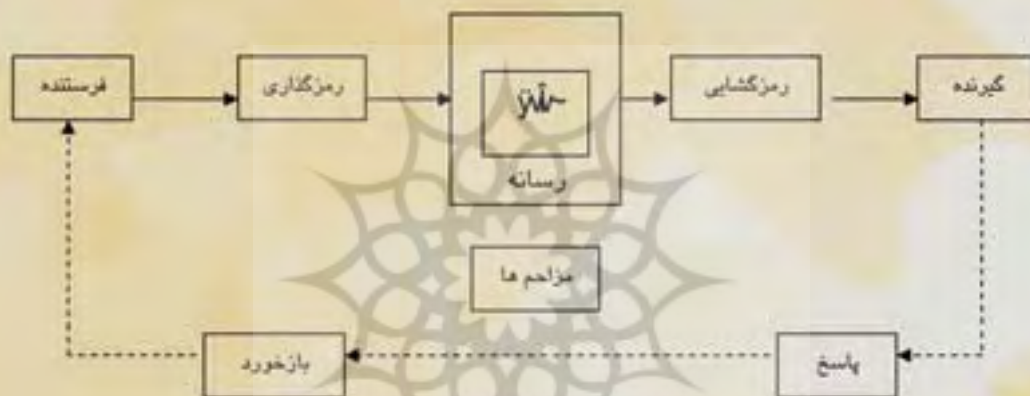 فرستنده
رمزگذاری
رسانه
رمزگشایی
گیرنده
مزاحم ها
پاسخ
بازخورد